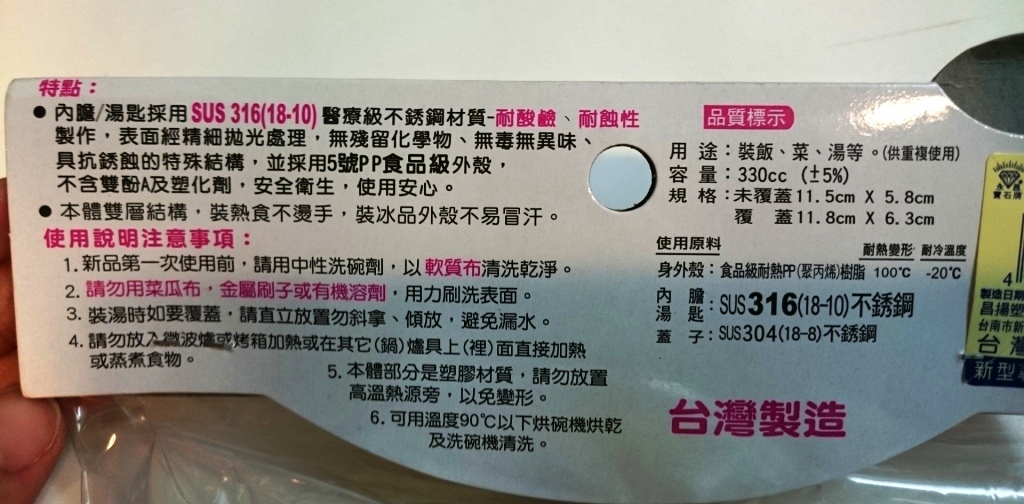 特點：
● 內膽/湯匙採用 SUS 316(18-10) 醫療級不銹鋼材質-耐酸鹼、耐蝕性
製作，表面經精細拋光處理，無殘留化學物、無毒無異味、
具抗銹蝕的特殊結構，並採用5號PP食品級外殼，
不含雙酚A及塑化劑，安全衛生，使用安心。
● 本體雙層結構，裝熱食不燙手，裝冰品外殼不易冒汗。
使用說明注意事項：
1. 新品第一次使用前，請用中性洗碗劑，以軟質布清洗乾淨。
2. 請勿用菜瓜布，金屬刷子或有機溶劑，用力刷洗表面。
3. 裝湯時如要覆蓋，請直立放置勿斜拿、傾放，避免漏水。
4. 請勿放入微波爐或烤箱加熱或在其它(鍋)爐具上(裡)面直接加熱
或蒸煮食物。
5. 本體部分是塑膠材質，請勿放置
高溫熱源旁，以免變形。
6. 可用溫度90℃以下烘碗機烘乾
及洗碗機清洗。
品質標示
用 途：裝飯、菜、湯等。(供重複使用)
容 量：330cc (±5%)
規 格：未覆蓋11.5cm X 5.8cm
覆 蓋11.8cm X 6.3cm
使用原料 耐熱變形 耐冷溫度
身外殼：食品級耐熱PP(聚丙烯)樹脂 100℃ -20℃
內 膽
湯 匙：SUS316(18-10)不銹鋼
蓋 子：SUS304(18-8)不銹鋼
台灣製造
寶石牌
4
製造日期
昌揚塑
台南市新
台 灣
新型